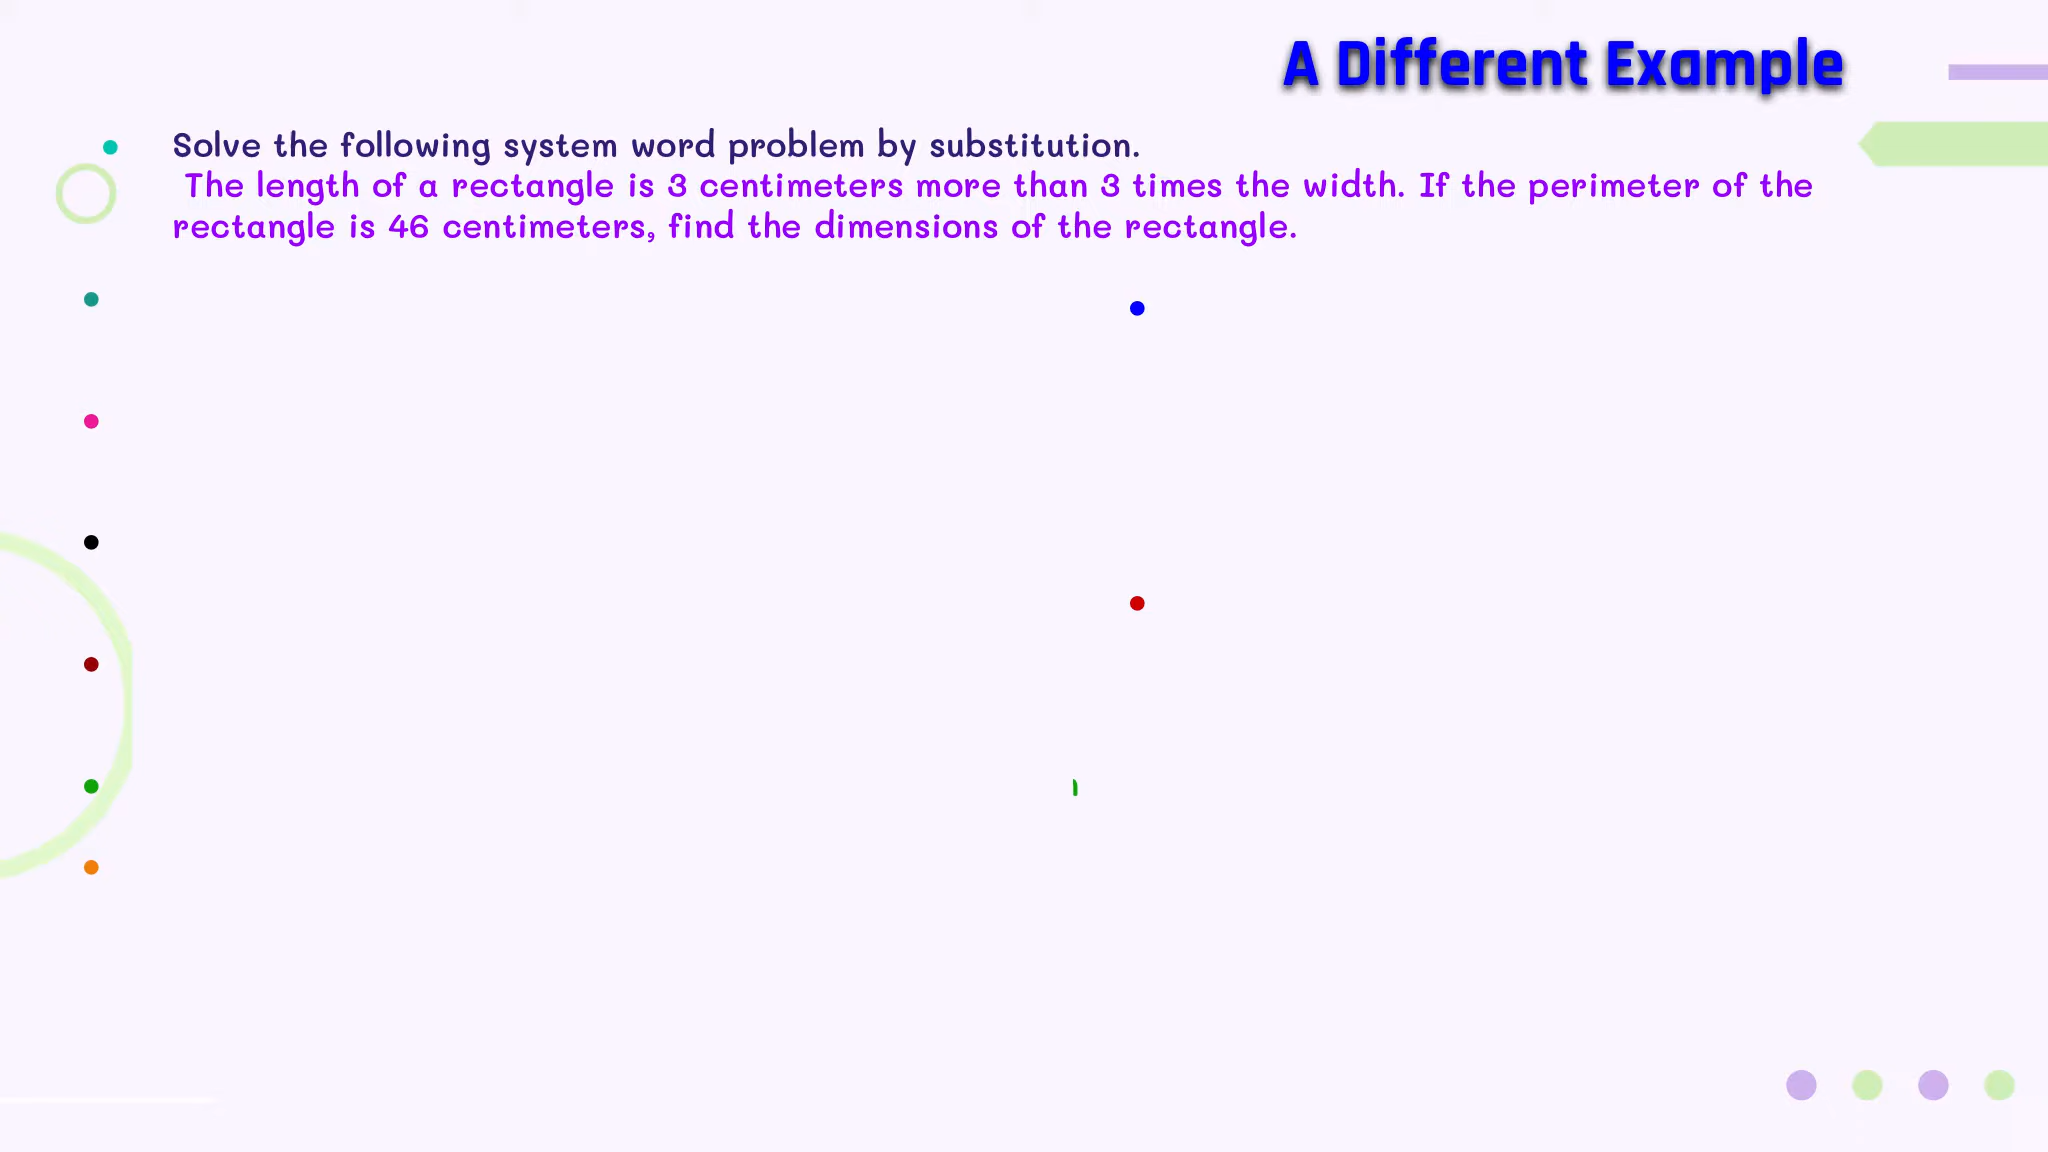 A Different Example
Solve the following system word problem by substitution.
The length of a rectangle is 3 centimeters more than 3 times the width. If the perimeter of the
rectangle is 46 centimeters, find the dimensions of the rectangle.